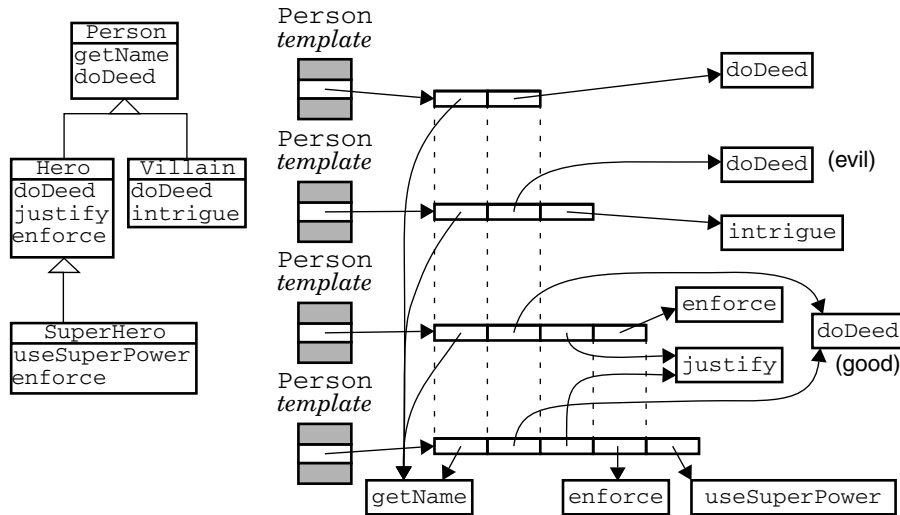 Person
getName
doDeed
Hero
doDeed
justify
enforce
Villain
doDeed
intrigue
SuperHero
useSuperPower
enforce
Person
template
doDeed
Person
template
doDeed (evil)
intrigue
Person
template
enforce
doDeed
(good)
justify
Person
template
getName
enforce
useSuperPower